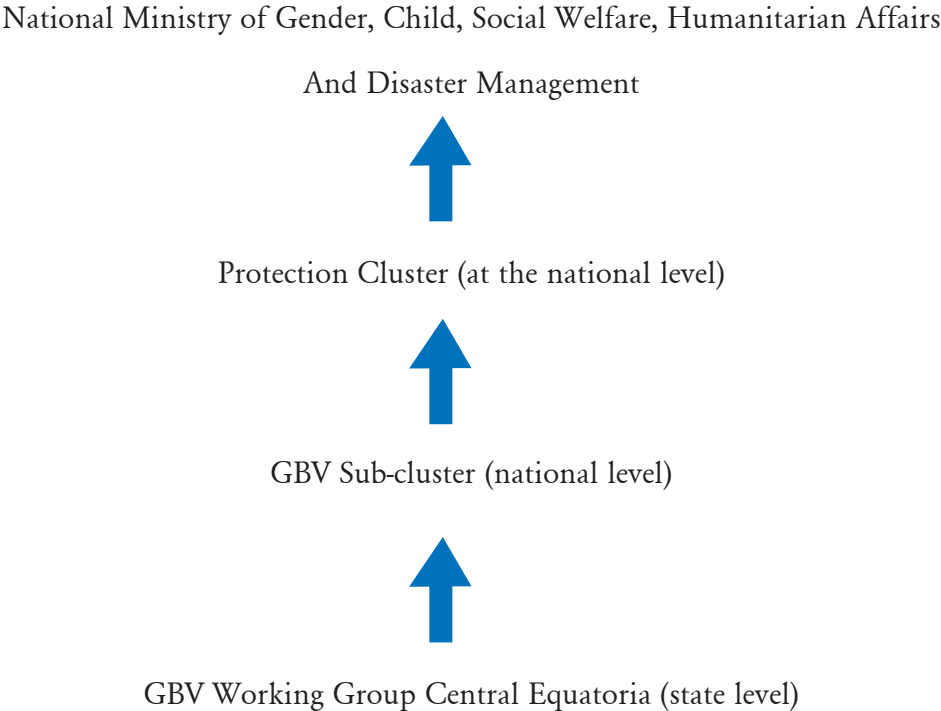 National Ministry of Gender, Child, Social Welfare, Humanitarian Affairs
And Disaster Management
Protection Cluster (at the national level)
GBV Sub-cluster (national level)
GBV Working Group Central Equatoria (state level)